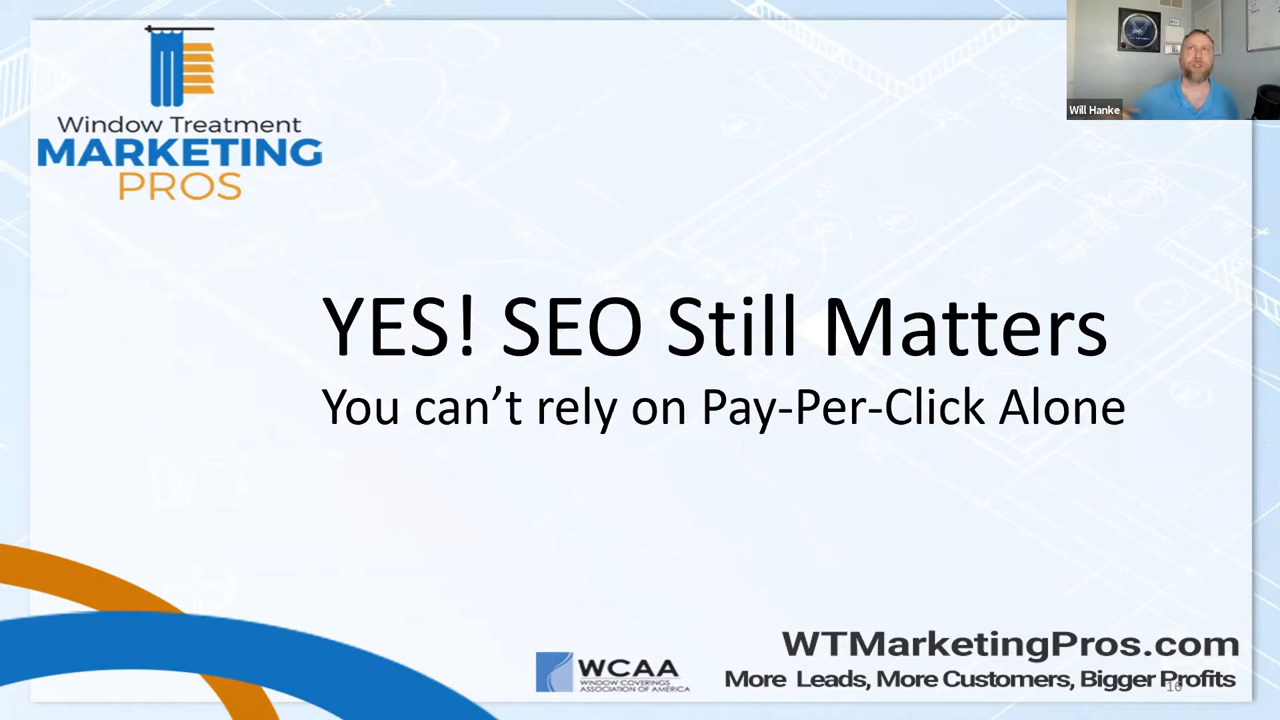 Window Treatment
MARKETING
PROS
Will Hanke
YES! SEO Still Matters
You can’t rely on Pay-Per-Click Alone
WCAA
WINDOW COVERINGS
ASSOCIATION OF AMERICA
WTMarketingPros.com
More Leads, More Customers, Bigger Profits